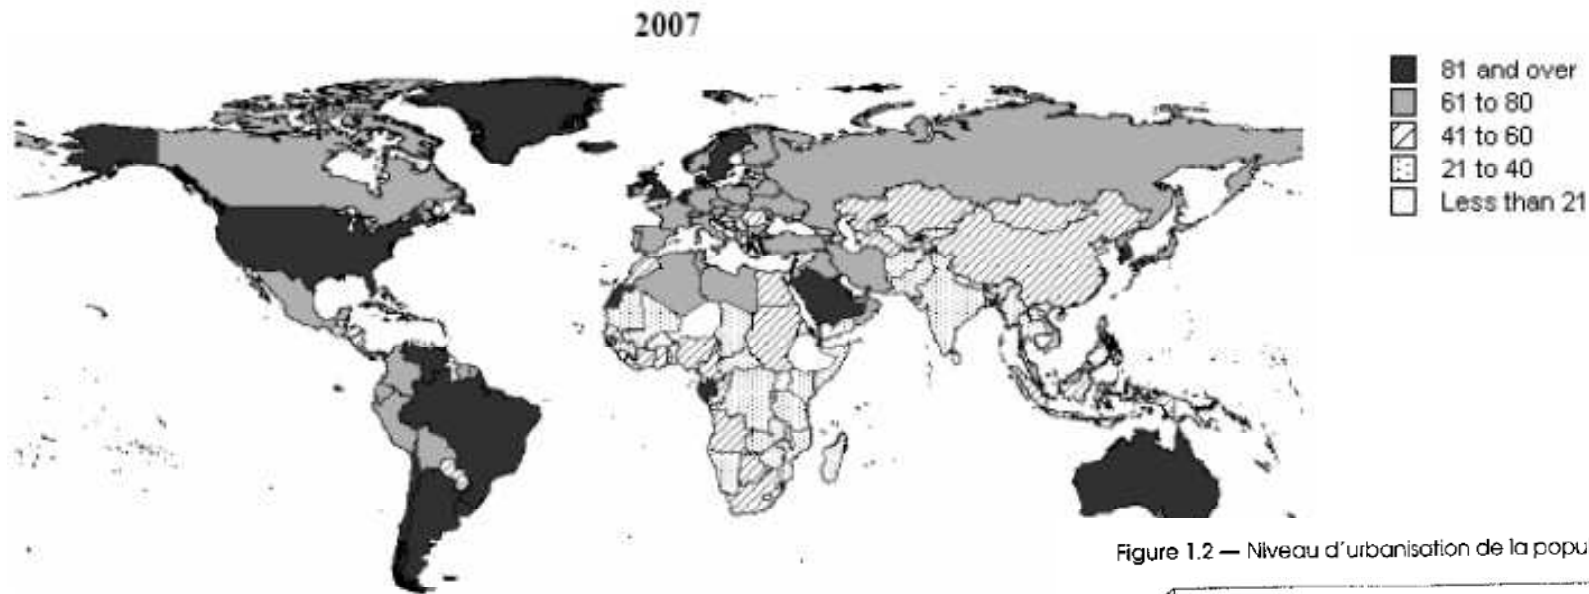 2007
81 and over
61 to 80
41 to 60
21 to 40
Less than 21
Figure 1.2 — Niveau d'urbanisation de la popu